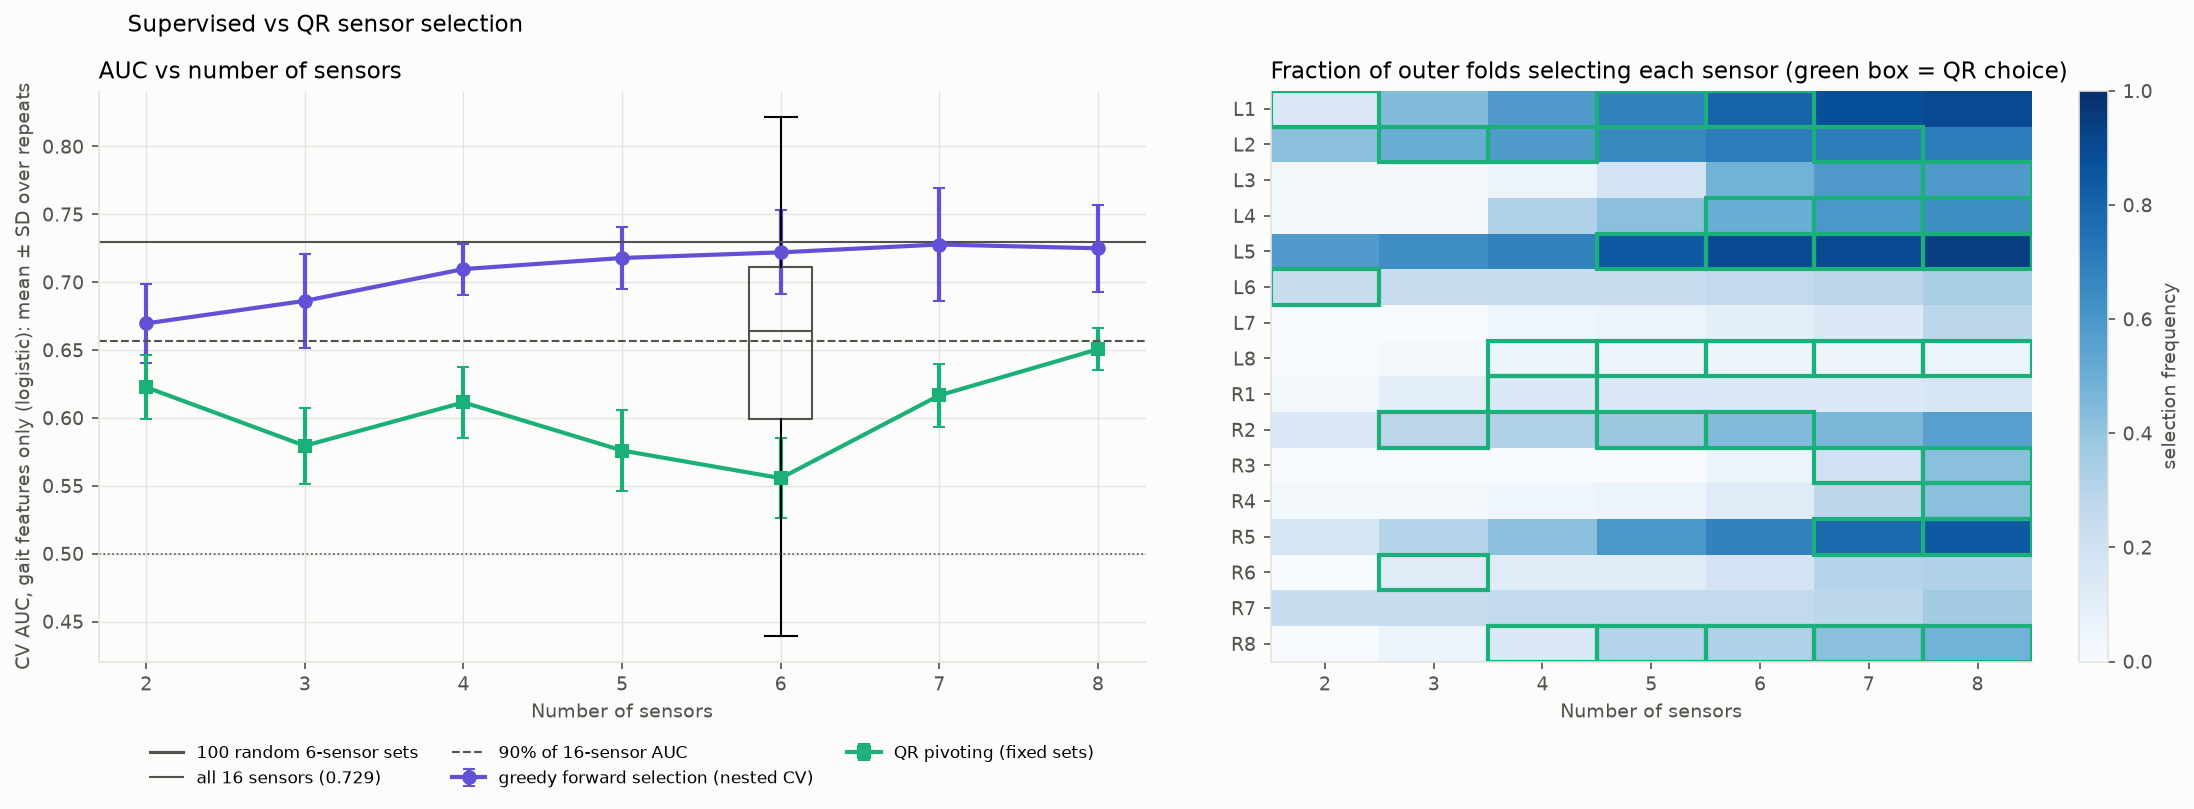 Supervised vs QR sensor selection
AUC vs number of sensors
CV AUC, gait features only (logistic): mean ± SD over repeats
0.80
0.75
0.70
0.65
0.60
0.55
0.50
0.45
2 3 4 5 6 7 8
Number of sensors
100 random 6-sensor sets
all 16 sensors (0.729)
90% of 16-sensor AUC
greedy forward selection (nested CV)
QR pivoting (fixed sets)
Fraction of outer folds selecting each sensor (green box = QR choice)
L1
L2
L3
L4
L5
L6
L7
L8
R1
R2
R3
R4
R5
R6
R7
R8
2 3 4 5 6 7 8
Number of sensors
1.0
0.8
0.6
0.4
0.2
0.0
selection frequency